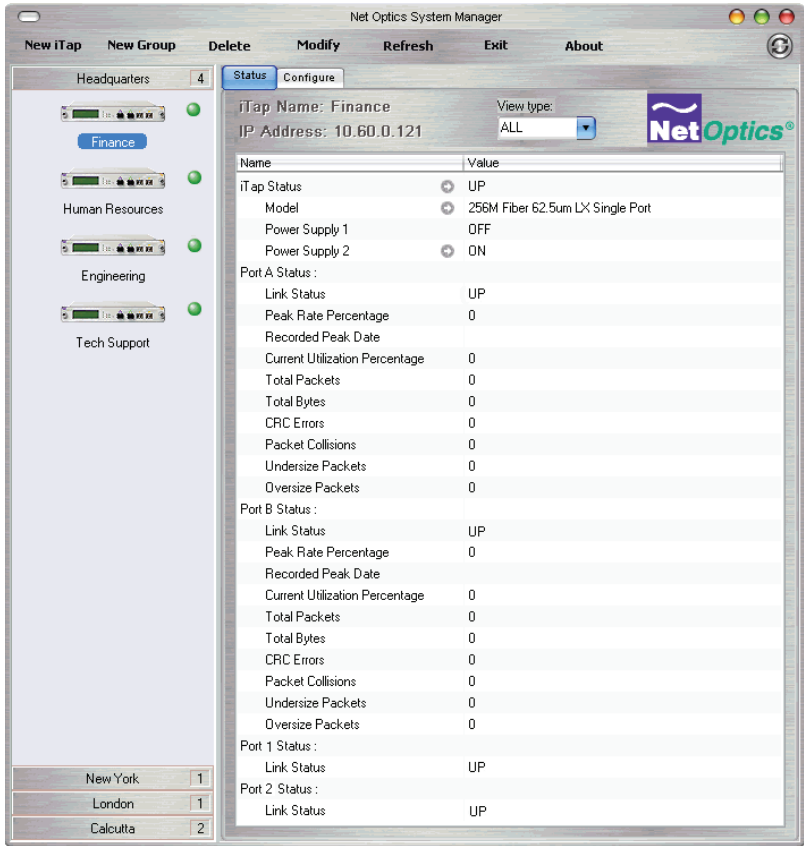 Net Optics System Manager
New iTap New Group Delete Modify Refresh Exit About
Headquarters 4
Finance
Human Resources
Engineering
Tech Support
New York 1
London 1
Calcutta 2
Status Configure
iTap Name: Finance
IP Address: 10.60.0.121
View type:
ALL
Net Optics®
Name Value
iTap Status UP
Model 256M Fiber 62.5um LX Single Port
Power Supply 1 OFF
Power Supply 2 ON
Port A Status :
Link Status UP
Peak Rate Percentage 0
Recorded Peak Date
Current Utilization Percentage 0
Total Packets 0
Total Bytes 0
CRC Errors 0
Packet Collisions 0
Undersize Packets 0
Oversize Packets 0
Port B Status :
Link Status UP
Peak Rate Percentage 0
Recorded Peak Date
Current Utilization Percentage 0
Total Packets 0
Total Bytes 0
CRC Errors 0
Packet Collisions 0
Undersize Packets 0
Oversize Packets 0
Port 1 Status :
Link Status UP
Port 2 Status :
Link Status UP